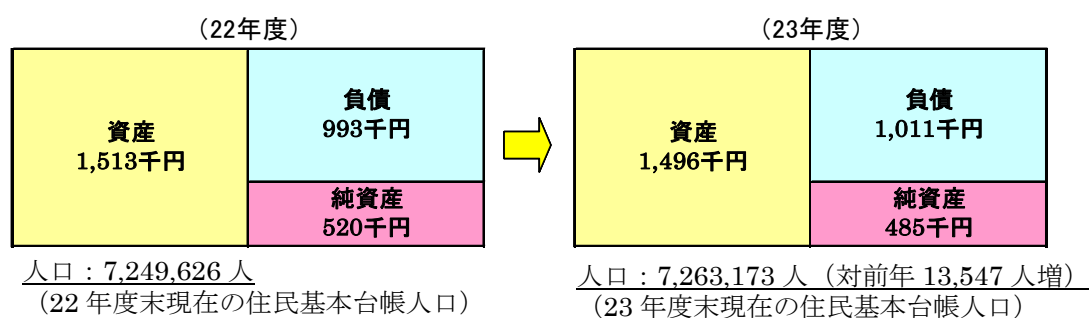 （22年度）
資産
1,513千円
負債
993千円
純資産
520千円
人口：7,249,626 人
（22 年度末現在の住民基本台帳人口）
（23年度）
資産
1,496千円
負債
1,011千円
純資産
485千円
人口：7,263,173 人（対前年 13,547 人増）
（23 年度末現在の住民基本台帳人口）